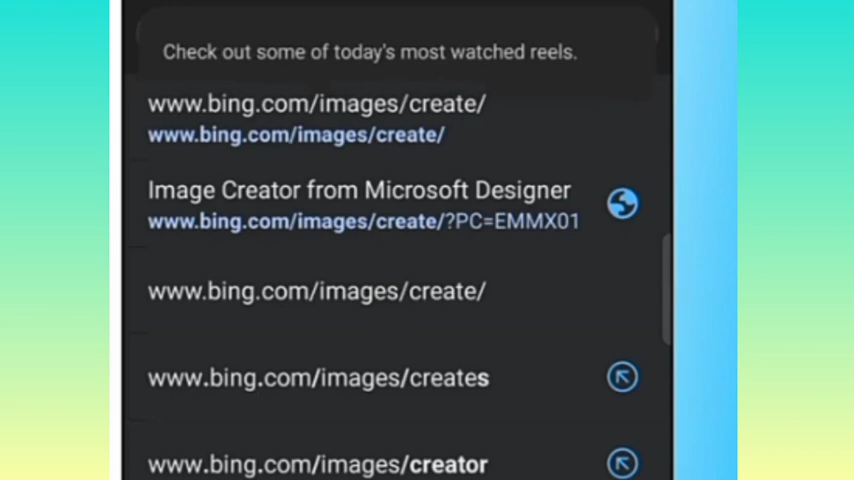 Check out some of today's most watched reels.
www.bing.com/images/create/
www.bing.com/images/create/
Image Creator from Microsoft Designer
www.bing.com/images/create/?PC=EMMX01
www.bing.com/images/create/
www.bing.com/images/creates
www.bing.com/images/creator